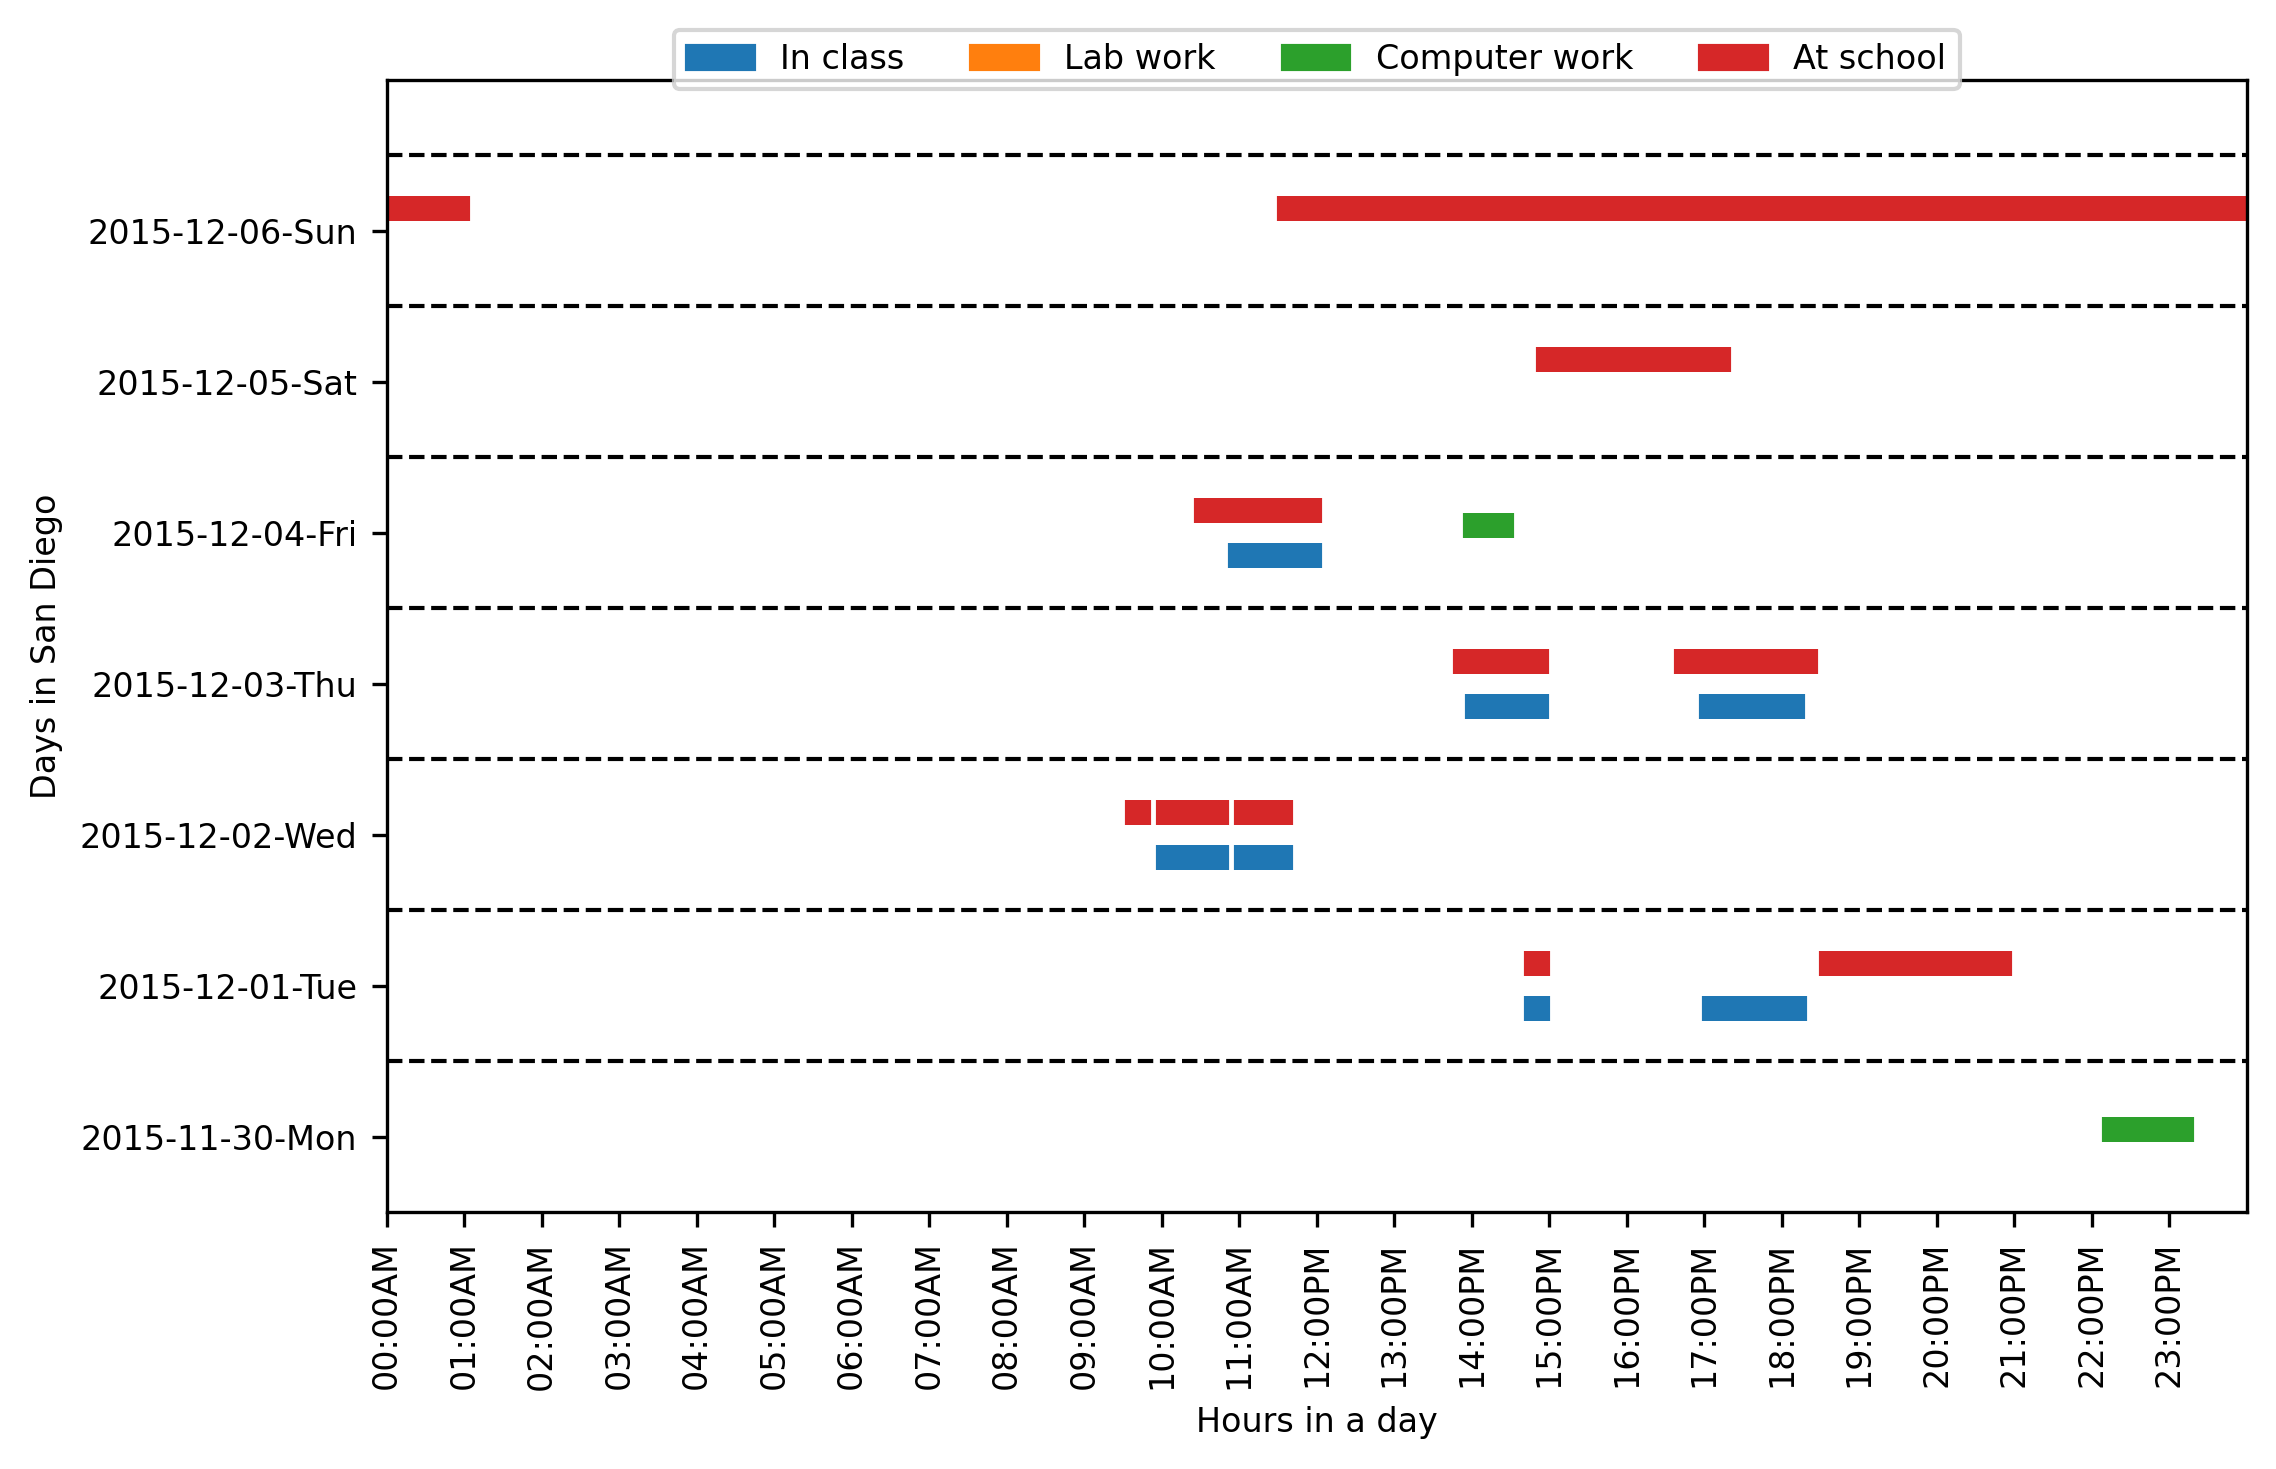 In class Lab work Computer work At school
2015-12-06-Sun
2015-12-05-Sat
2015-12-04-Fri
2015-12-03-Thu
2015-12-02-Wed
2015-12-01-Tue
2015-11-30-Mon
Days in San Diego
00:00AM
01:00AM
02:00AM
03:00AM
04:00AM
05:00AM
06:00AM
07:00AM
08:00AM
09:00AM
10:00AM
11:00AM
12:00PM
13:00PM
14:00PM
15:00PM
16:00PM
17:00PM
18:00PM
19:00PM
20:00PM
21:00PM
22:00PM
23:00PM
Hours in a day